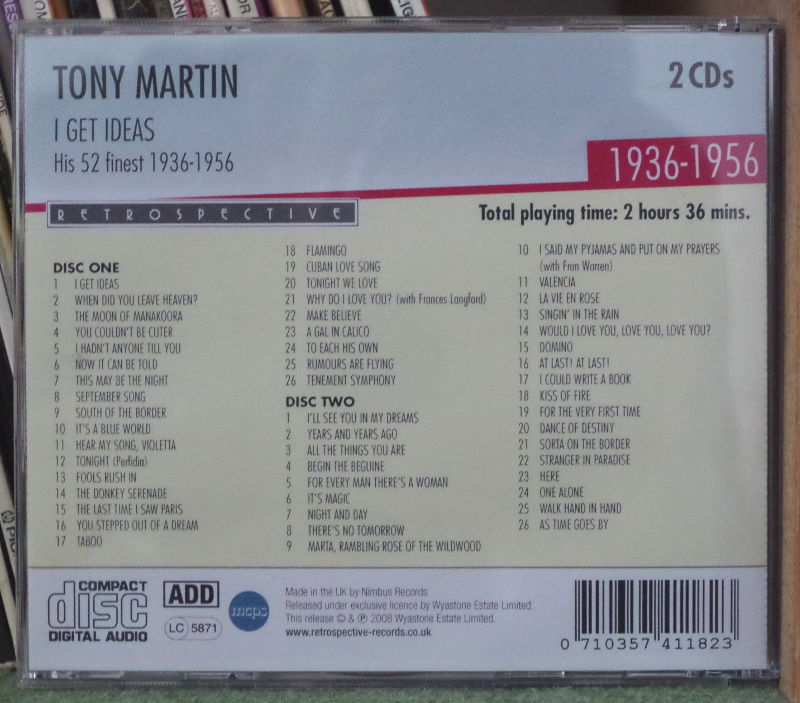 TONY MARTIN
2 CDs
I GET IDEAS
His 52 finest 1936-1956
1936-1956
RETROSPECTIVE
Total playing time: 2 hours 36 mins.
DISC ONE
1 I GET IDEAS
2 WHEN DID YOU LEAVE HEAVEN?
3 THE MOON OF MANAKOORA
4 YOU COULDN'T BE CUTER
5 I HADN'T ANYONE TILL YOU
6 NOW IT CAN BE TOLD
7 THIS MAY BE THE NIGHT
8 SEPTEMBER SONG
9 SOUTH OF THE BORDER
10 IT'S A BLUE WORLD
11 HEAR MY SONG, VIOLETTA
12 TONIGHT (Perfidia)
13 FOOLS RUSH IN
14 THE DONKEY SERENADE
15 THE LAST TIME I SAW PARIS
16 YOU STEPPED OUT OF A DREAM
17 TABOO
18 FLAMINGO
19 CUBAN LOVE SONG
20 TONIGHT WE LOVE
21 WHY DO I LOVE YOU? (with Frances Langford)
22 MAKE BELIEVE
23 A GAL IN CALICO
24 TO EACH HIS OWN
25 RUMOURS ARE FLYING
26 TENEMENT SYMPHONY
DISC TWO
1 I'LL SEE YOU IN MY DREAMS
2 YEARS AND YEARS AGO
3 ALL THE THINGS YOU ARE
4 BEGIN THE BEGUINE
5 FOR EVERY MAN THERE'S A WOMAN
6 IT'S MAGIC
7 NIGHT AND DAY
8 THERE'S NO TOMORROW
9 MARTA, RAMBLING ROSE OF THE WILDWOOD
10 I SAID MY PYJAMAS AND PUT ON MY PRAYERS
(with Fran Warren)
11 VALENCIA
12 LA VIE EN ROSE
13 SINGIN' IN THE RAIN
14 WOULD I LOVE YOU, LOVE YOU, LOVE YOU?
15 DOMINO
16 AT LAST! AT LAST!
17 I COULD WRITE A BOOK
18 KISS OF FIRE
19 FOR THE VERY FIRST TIME
20 DANCE OF DESTINY
21 SORTA ON THE BORDER
22 STRANGER IN PARADISE
23 HERE
24 ONE ALONE
25 WALK HAND IN HAND
26 AS TIME GOES BY
COMPACT
disc
DIGITAL AUDIO
ADD
LC 5871
mcps
Made in the UK by Nimbus Records
Released under exclusive licence by Wyastone Estate Limited.
This release © & ℗ 2008 Wyastone Estate Limited.
www.retrospective-records.co.uk
0 710357 411823